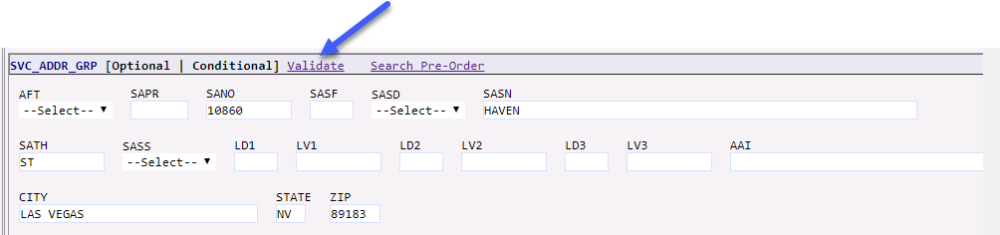 SVC_ADDR_GRP [Optional | Conditional] Validate Search Pre-Order
AFT SAPR SANO SASF SASD SASN
--Select-- 10860 --Select-- HAVEN
SATH SASS LD1 LV1 LD2 LV2 LD3 LV3 AAI
ST --Select--
CITY STATE ZIP
LAS VEGAS NV 89183